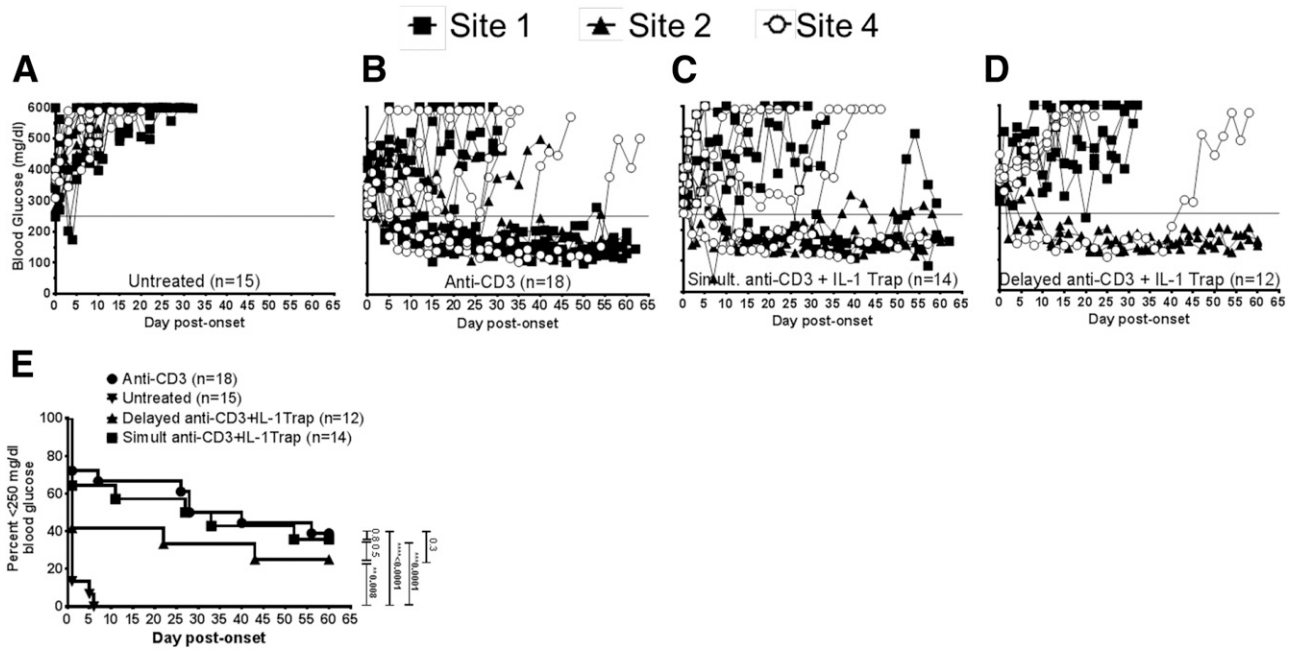 Site 1 Site 2 Site 4
A B C D
Blood Glucose (mg/dl)
600
500
400
300
200
100
0
Untreated (n=15)
0 5 10 15 20 25 30 35 40 45 50 55 60 65
Day post-onset
Anti-CD3 (n=18)
0 5 10 15 20 25 30 35 40 45 50 55 60 65
Day post-onset
Simult. anti-CD3 + IL-1 Trap (n=14)
0 5 10 15 20 25 30 35 40 45 50 55 60 65
Day post-onset
Delayed anti-CD3 + IL-1 Trap (n=12)
0 5 10 15 20 25 30 35 40 45 50 55 60 65
Day post-onset
E
Anti-CD3 (n=18)
Untreated (n=15)
Delayed anti-CD3+IL-1Trap (n=12)
Simult anti-CD3+IL-1Trap (n=14)
Percent <250 mg/dl
blood glucose
100
80
60
40
20
0
0 5 10 15 20 25 30 35 40 45 50 55 60 65
Day post-onset
0.8
0.5
**0.008
****<0.0001
***0.0001
0.3